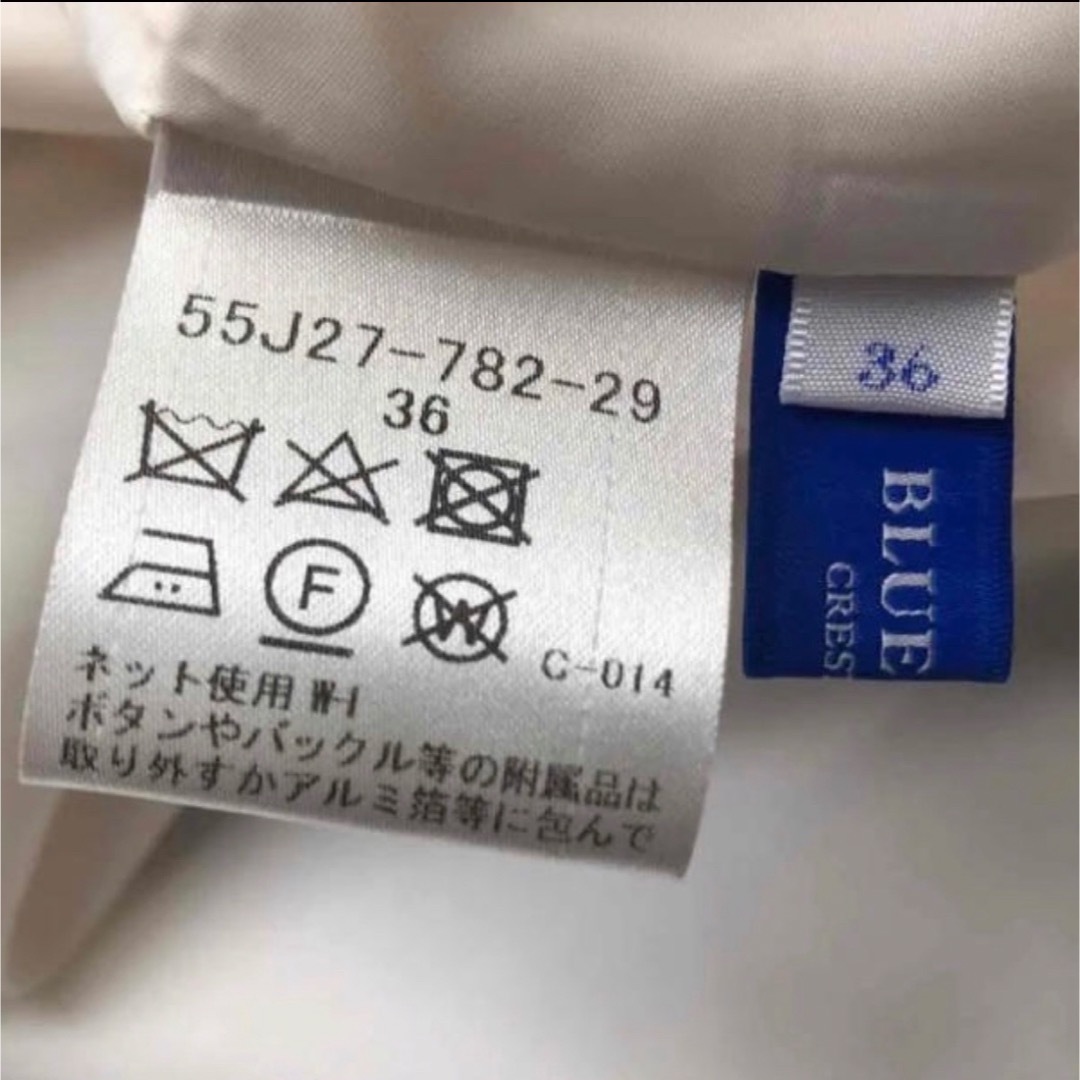 55J27-782-29
36
F
W
C-014
ネット使用 W-I
ボタンやバックル等の附属品は
取り外すかアルミ箔等に包んで
36
BLUE
CRES